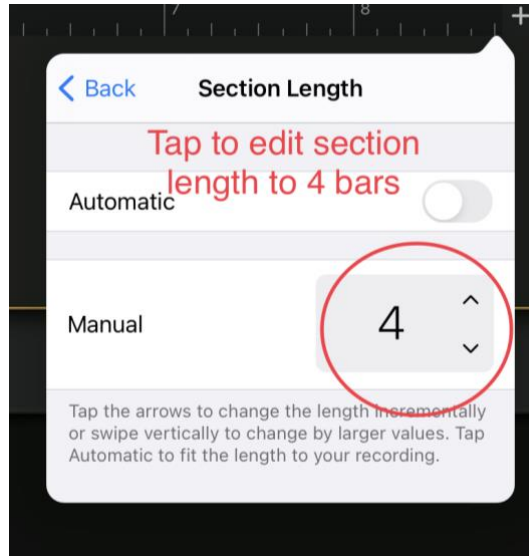 7 8 +
Back Section Length
Tap to edit section
length to 4 bars
Automatic
Manual 4
Tap the arrows to change the length incrementally
or swipe vertically to change by larger values. Tap
Automatic to fit the length to your recording.